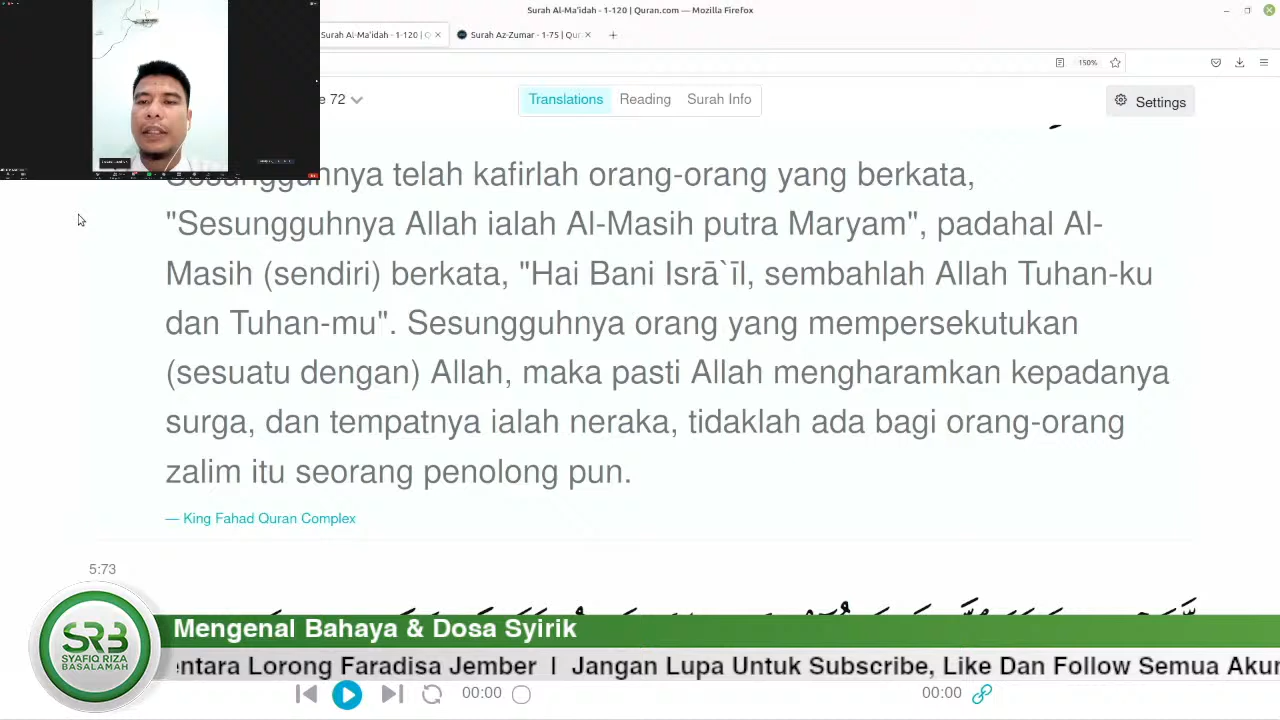 Surah Al-Ma'idah - 1-120 | Quran.com — Mozilla Firefox
Surah Al-Ma'idah - 1-120 | Q
Surah Az-Zumar - 1-75 | Qur
150%
72
Translations
Reading
Surah Info
Settings
Sesungguhnya telah kafirlah orang-orang yang berkata,
"Sesungguhnya Allah ialah Al-Masih putra Maryam", padahal Al-
Masih (sendiri) berkata, "Hai Bani Isrā`īl, sembahlah Allah Tuhan-ku
dan Tuhan-mu". Sesungguhnya orang yang mempersekutukan
(sesuatu dengan) Allah, maka pasti Allah mengharamkan kepadanya
surga, dan tempatnya ialah neraka, tidaklah ada bagi orang-orang
zalim itu seorang penolong pun.
— King Fahad Quran Complex
5:73
SRB
SYAFIQ RIZA
BASALAMAH
Mengenal Bahaya & Dosa Syirik
entara Lorong Faradisa Jember | Jangan Lupa Untuk Subscribe, Like Dan Follow Semua Akun
00:00
00:00